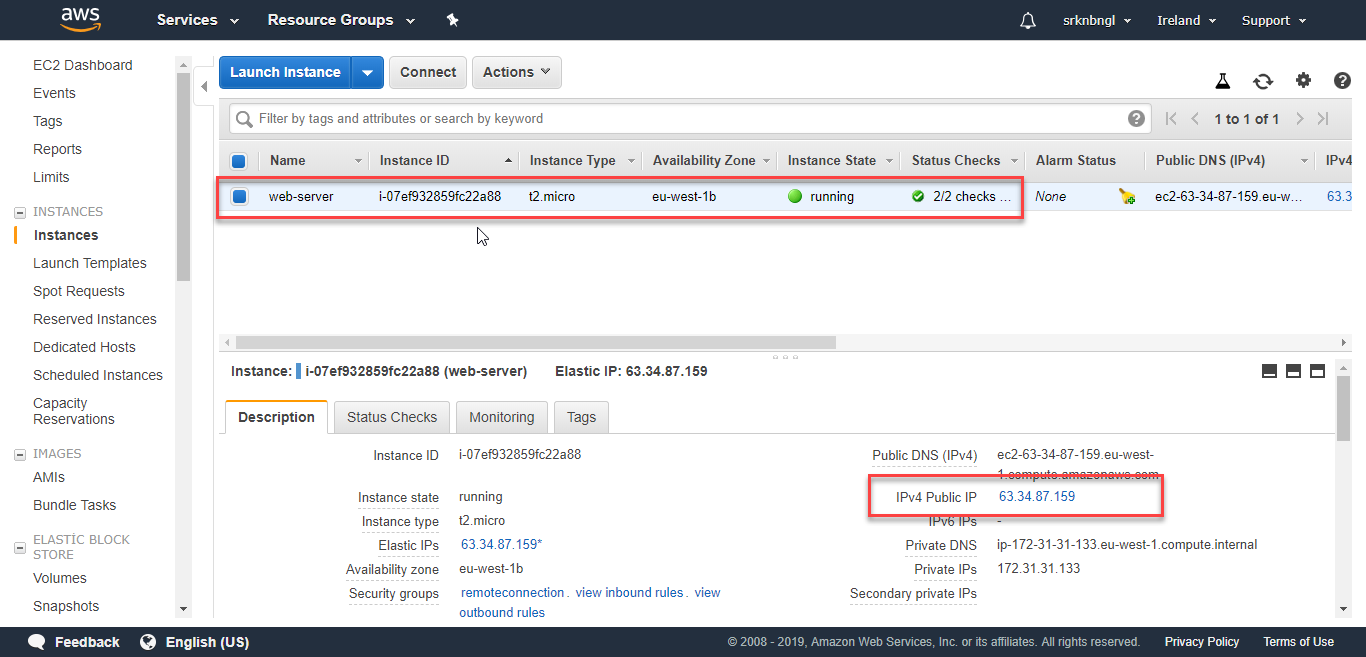 aws
Services
Resource Groups
srknbngl
Ireland
Support
EC2 Dashboard
Events
Tags
Reports
Limits
INSTANCES
Instances
Launch Templates
Spot Requests
Reserved Instances
Dedicated Hosts
Scheduled Instances
Capacity
Reservations
IMAGES
AMIs
Bundle Tasks
ELASTİC BLOCK
STORE
Volumes
Snapshots
Launch Instance
Connect
Actions
Filter by tags and attributes or search by keyword
1 to 1 of 1
Name Instance ID Instance Type Availability Zone Instance State Status Checks Alarm Status Public DNS (IPv4) IPv4
web-server i-07ef932859fc22a88 t2.micro eu-west-1b running 2/2 checks ... None ec2-63-34-87-159.eu-w... 63.3
Instance: i-07ef932859fc22a88 (web-server) Elastic IP: 63.34.87.159
Description Status Checks Monitoring Tags
Instance ID i-07ef932859fc22a88
Instance state running
Instance type t2.micro
Elastic IPs 63.34.87.159*
Availability zone eu-west-1b
Security groups remoteconnection. view inbound rules. view
outbound rules
Public DNS (IPv4) ec2-63-34-87-159.eu-west-
1.compute.amazonaws.com
IPv4 Public IP 63.34.87.159
IPv6 IPs -
Private DNS ip-172-31-31-133.eu-west-1.compute.internal
Private IPs 172.31.31.133
Secondary private IPs
Feedback
English (US)
© 2008 - 2019, Amazon Web Services, Inc. or its affiliates. All rights reserved.
Privacy Policy
Terms of Use